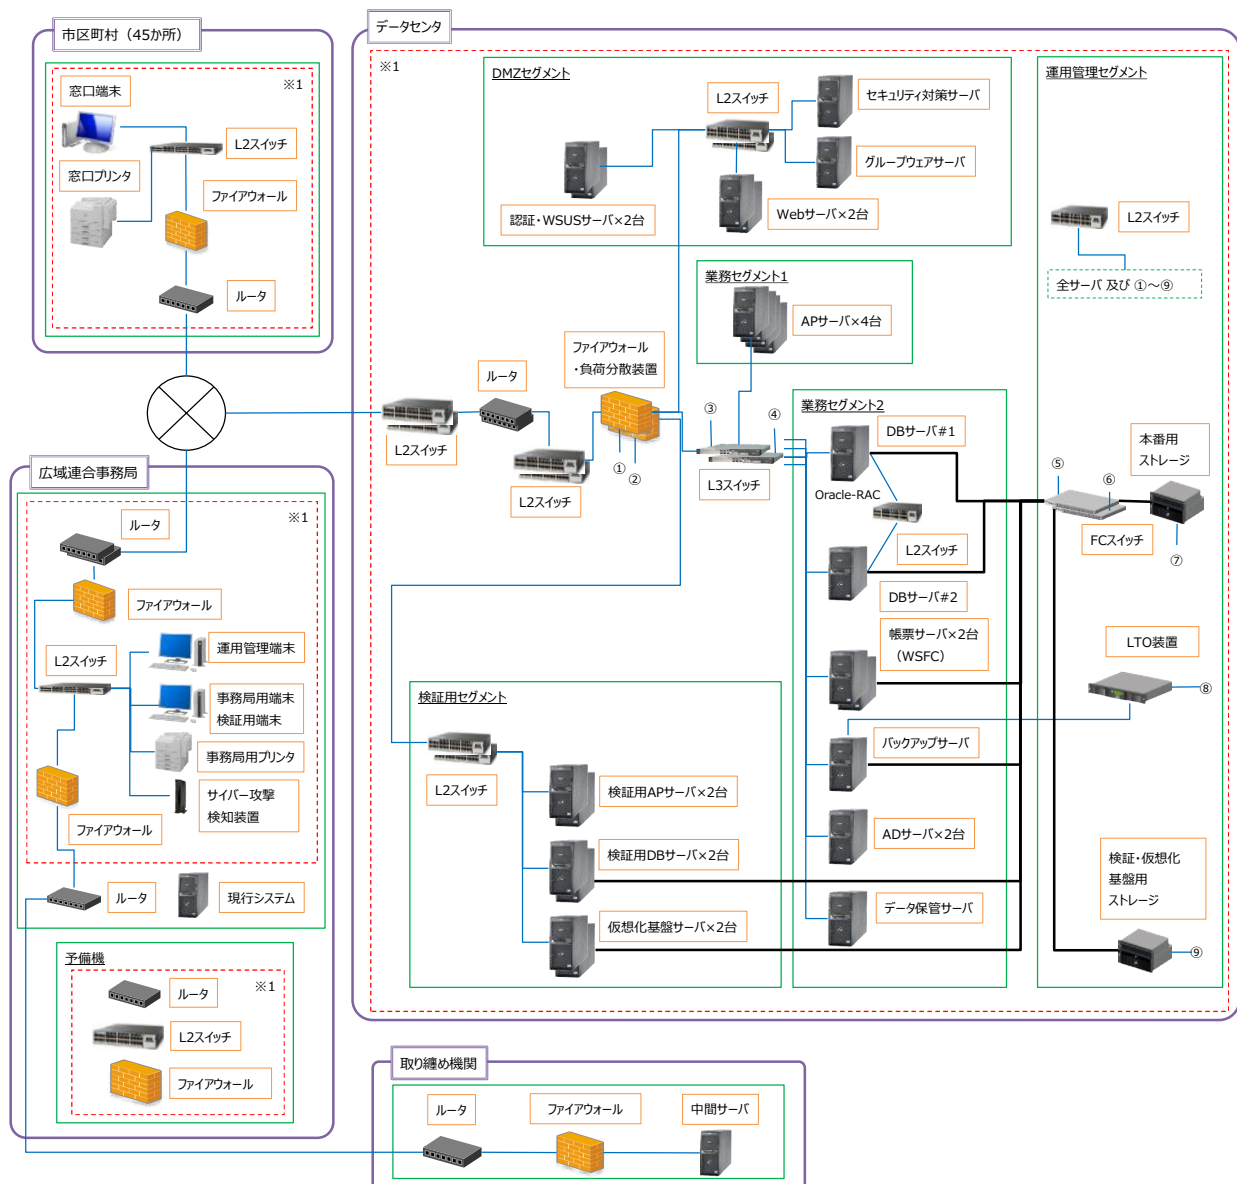 市区町村（45か所）
※1
窓口端末
L2スイッチ
窓口プリンタ
ファイアウォール
ルータ
広域連合事務局
※1
ルータ
ファイアウォール
L2スイッチ
運用管理端末
事務局用端末
検証用端末
事務局用プリンタ
サイバー攻撃
検知装置
ファイアウォール
ルータ
現行システム
予備機
※1
ルータ
L2スイッチ
ファイアウォール
データセンタ
※1
DMZセグメント
L2スイッチ
セキュリティ対策サーバ
グループウェアサーバ
認証・WSUSサーバ×2台
Webサーバ×2台
業務セグメント1
APサーバ×4台
ファイアウォール
・負荷分散装置
ルータ
L2スイッチ
L2スイッチ
①
②
③
④
L3スイッチ
業務セグメント2
DBサーバ#1
Oracle-RAC
L2スイッチ
DBサーバ#2
帳票サーバ×2台
（WSFC）
バックアップサーバ
ADサーバ×2台
データ保管サーバ
検証用セグメント
L2スイッチ
検証用APサーバ×2台
検証用DBサーバ×2台
仮想化基盤サーバ×2台
運用管理セグメント
L2スイッチ
全サーバ 及び ①～⑨
本番用
ストレージ
⑤
⑥
FCスイッチ
⑦
LTO装置
⑧
検証・仮想化
基盤用
ストレージ
⑨
取り纏め機関
ルータ
ファイアウォール
中間サーバ